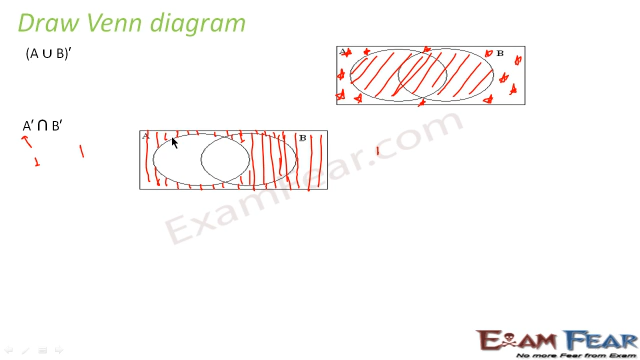 Draw Venn diagram
(A ∪ B)′
A B
A′ ∩ B′
A B
ExamFear.com
EXAM FEAR
No more Fear from Exam